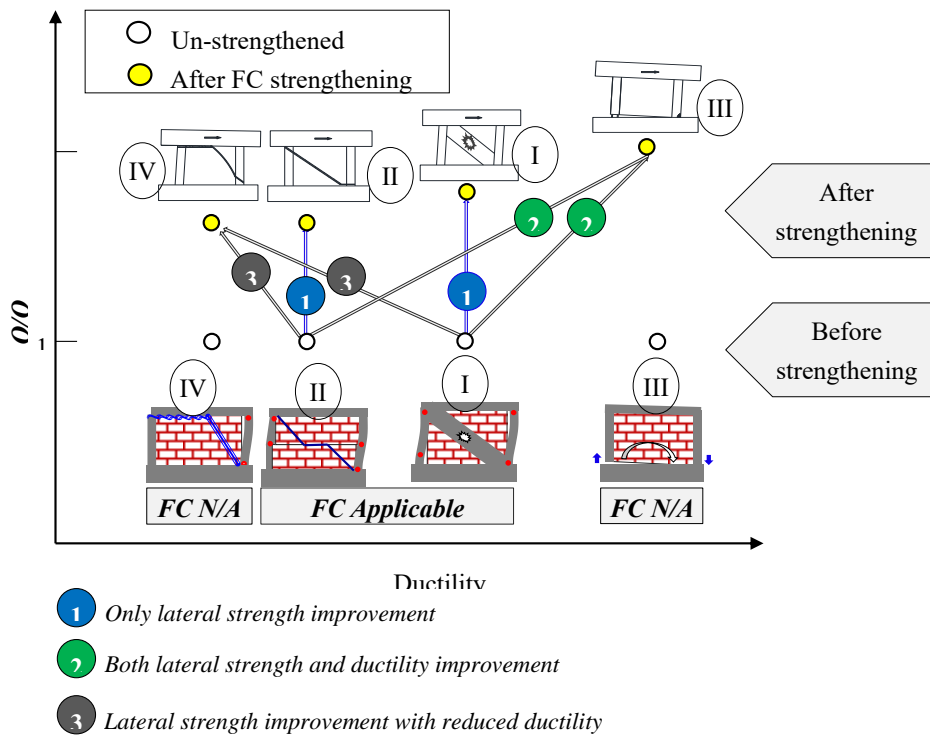 Un-strengthened
After FC strengthening
III
IV
II
I
2
2
After
strengthening
3
3
1
1
Q/Q
1
Before
strengthening
IV
II
I
III
FC N/A
FC Applicable
FC N/A
Ductility
1 Only lateral strength improvement
2 Both lateral strength and ductility improvement
3 Lateral strength improvement with reduced ductility